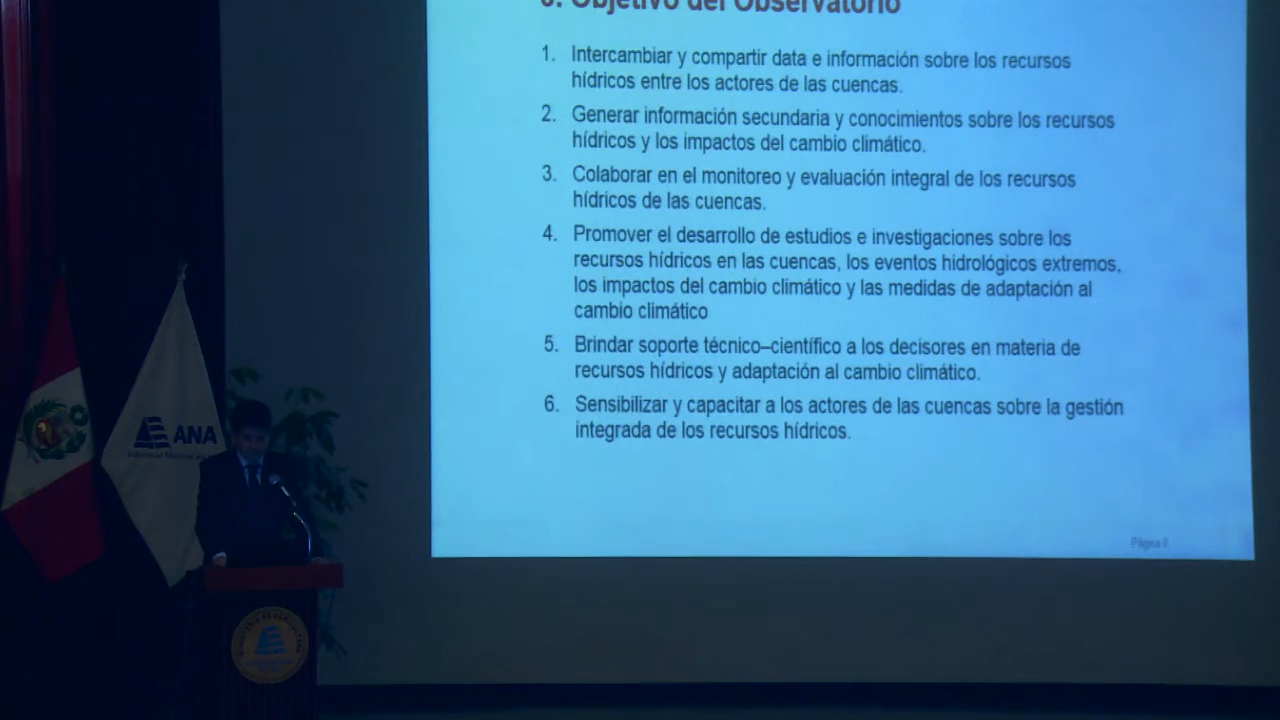 Objetivo del Observatorio
1. Intercambiar y compartir data e información sobre los recursos
hídricos entre los actores de las cuencas.
2. Generar información secundaria y conocimientos sobre los recursos
hídricos y los impactos del cambio climático.
3. Colaborar en el monitoreo y evaluación integral de los recursos
hídricos de las cuencas.
4. Promover el desarrollo de estudios e investigaciones sobre los
recursos hídricos en las cuencas, los eventos hidrológicos extremos,
los impactos del cambio climático y las medidas de adaptación al
cambio climático
5. Brindar soporte técnico–científico a los decisores en materia de
recursos hídricos y adaptación al cambio climático.
6. Sensibilizar y capacitar a los actores de las cuencas sobre la gestión
integrada de los recursos hídricos.
Página
ANA